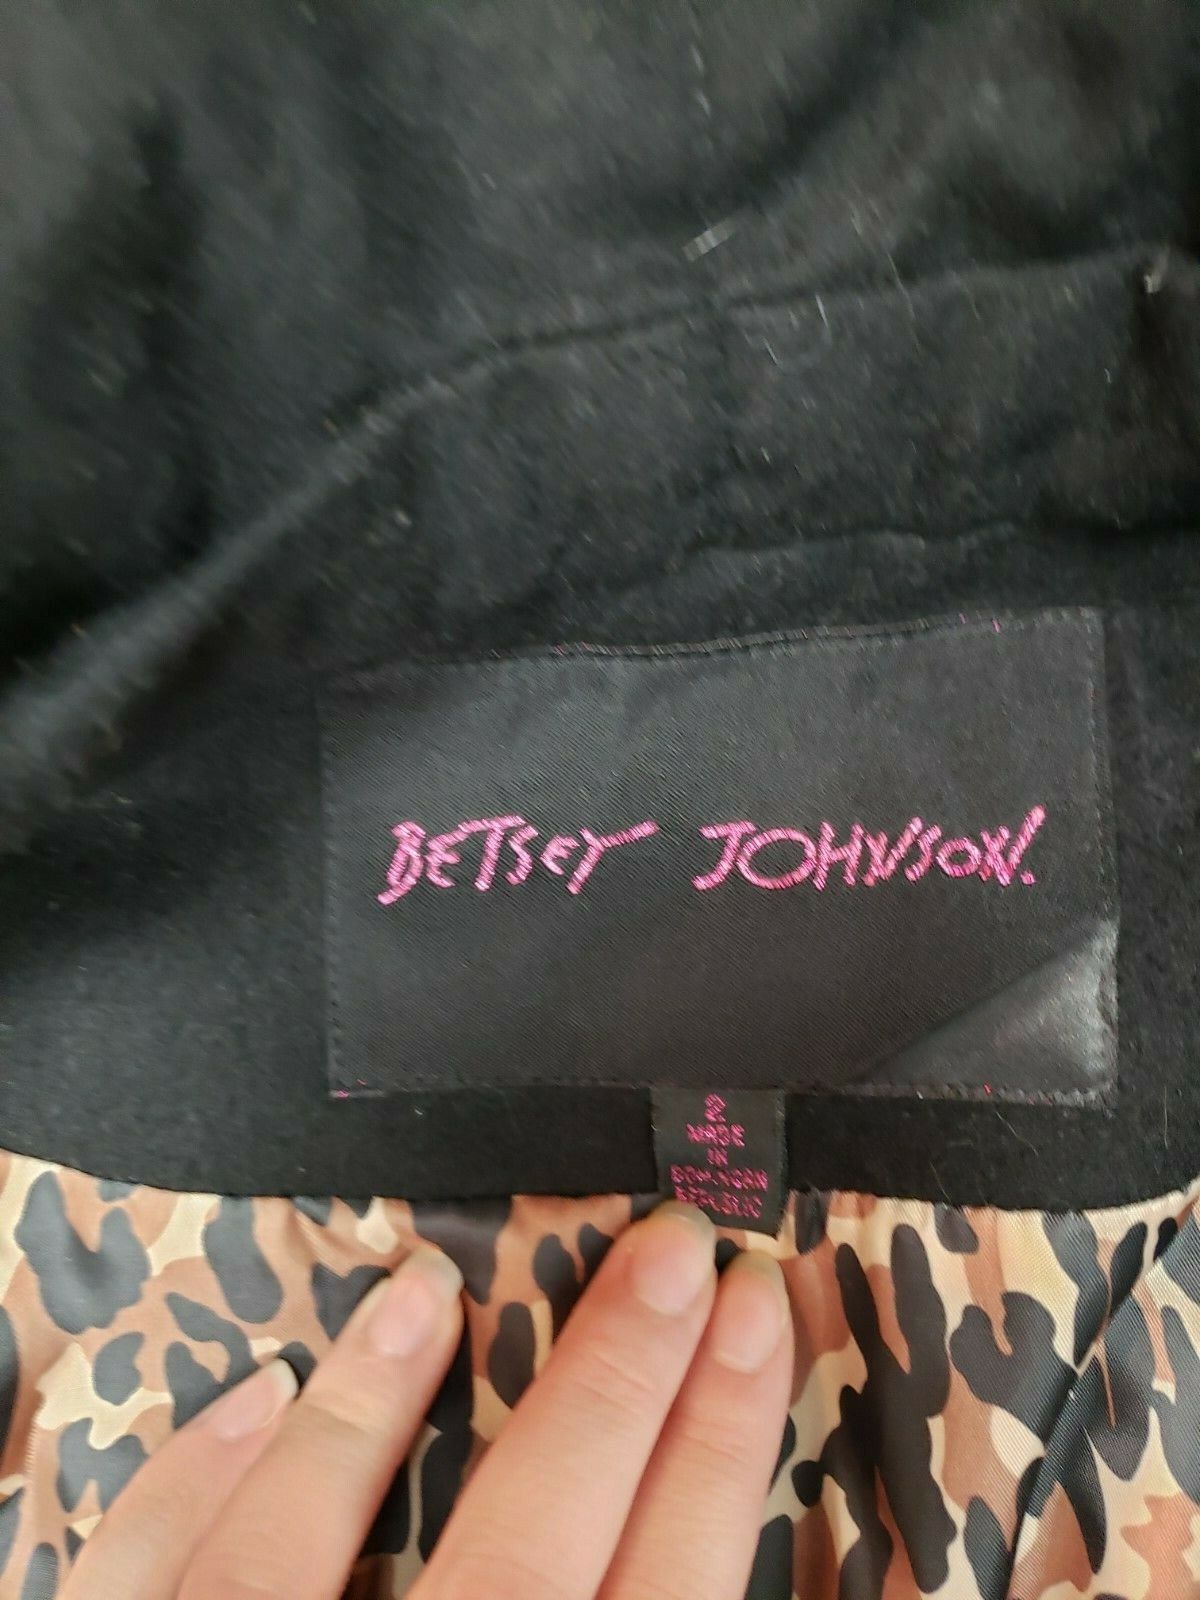 BETSEY JOHNSON.
2
MADE
IN
DOMINICAN
REPUBLIC